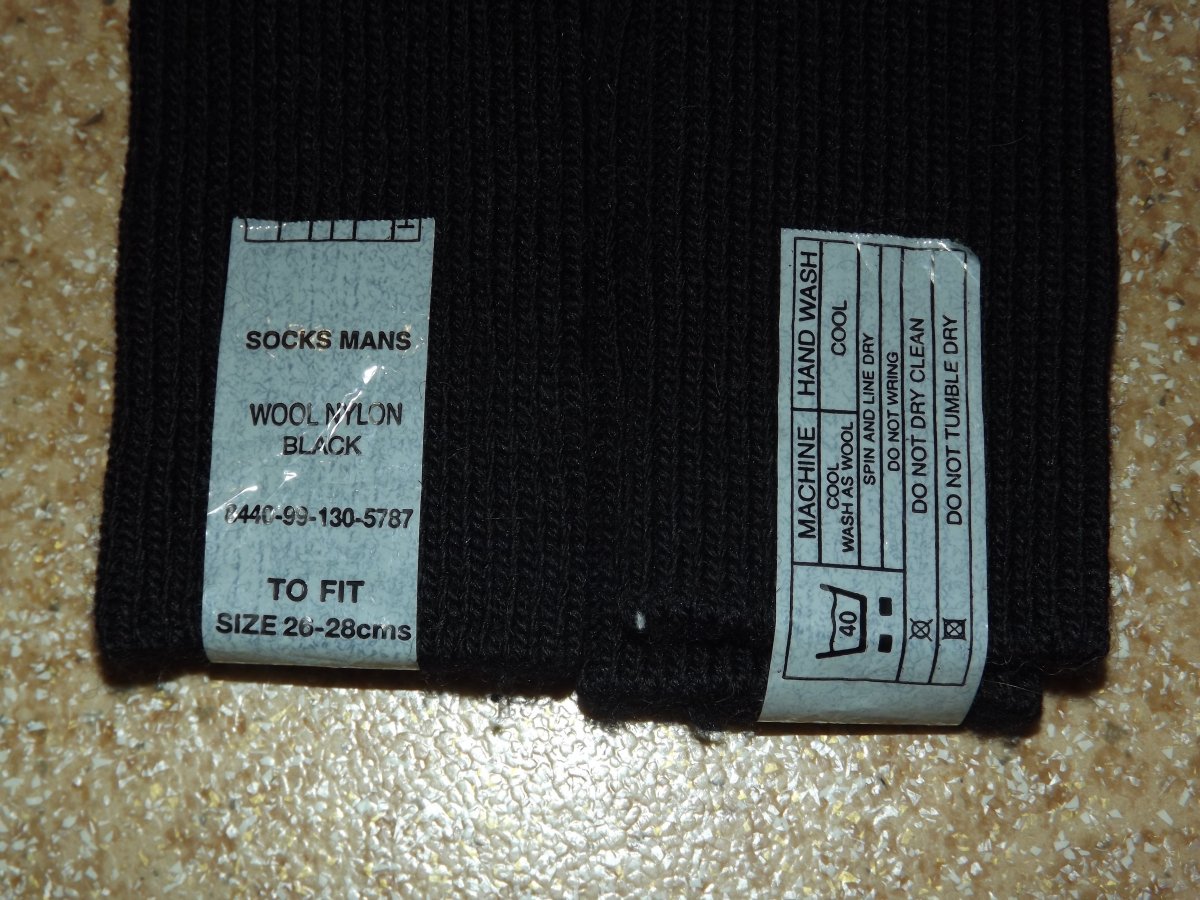 SOCKS MANS
WOOL NYLON
BLACK
8440-99-130-5787
TO FIT
SIZE 26-28cms
MACHINE HAND WASH
COOL
WASH AS WOOL
COOL
SPIN AND LINE DRY
DO NOT WRING
DO NOT DRY CLEAN
DO NOT TUMBLE DRY
40